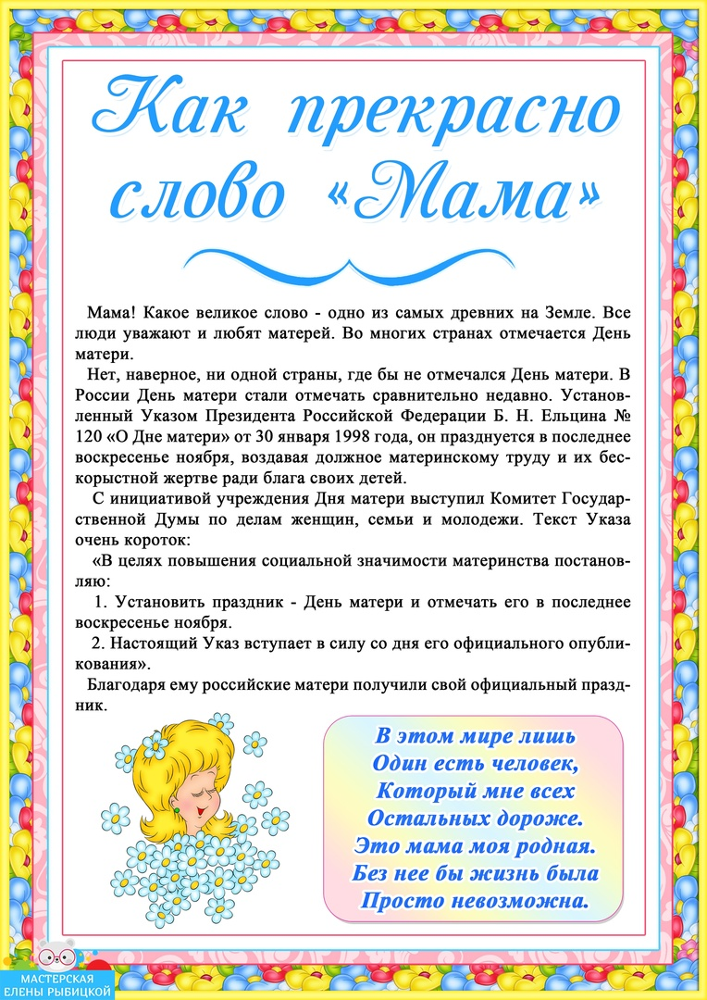 Как прекрасно
слово «Мама»
Мама! Какое великое слово - одно из самых древних на Земле. Все
люди уважают и любят матерей. Во многих странах отмечается День
матери.
Нет, наверное, ни одной страны, где бы не отмечался День матери. В
России День матери стали отмечать сравнительно недавно. Установ-
ленный Указом Президента Российской Федерации Б. Н. Ельцина №
120 «О Дне матери» от 30 января 1998 года, он празднуется в последнее
воскресенье ноября, воздавая должное материнскому труду и их бес-
корыстной жертве ради блага своих детей.
С инициативой учреждения Дня матери выступил Комитет Государ-
ственной Думы по делам женщин, семьи и молодежи. Текст Указа
очень короток:
«В целях повышения социальной значимости материнства постанов-
ляю:
1. Установить праздник - День матери и отмечать его в последнее
воскресенье ноября.
2. Настоящий Указ вступает в силу со дня его официального опубли-
кования».
Благодаря ему российские матери получили свой официальный празд-
ник.
В этом мире лишь
Один есть человек,
Который мне всех
Остальных дороже.
Это мама моя родная.
Без нее бы жизнь была
Просто невозможна.
МАСТЕРСКАЯ
ЕЛЕНЫ РЫБИЦКОЙ